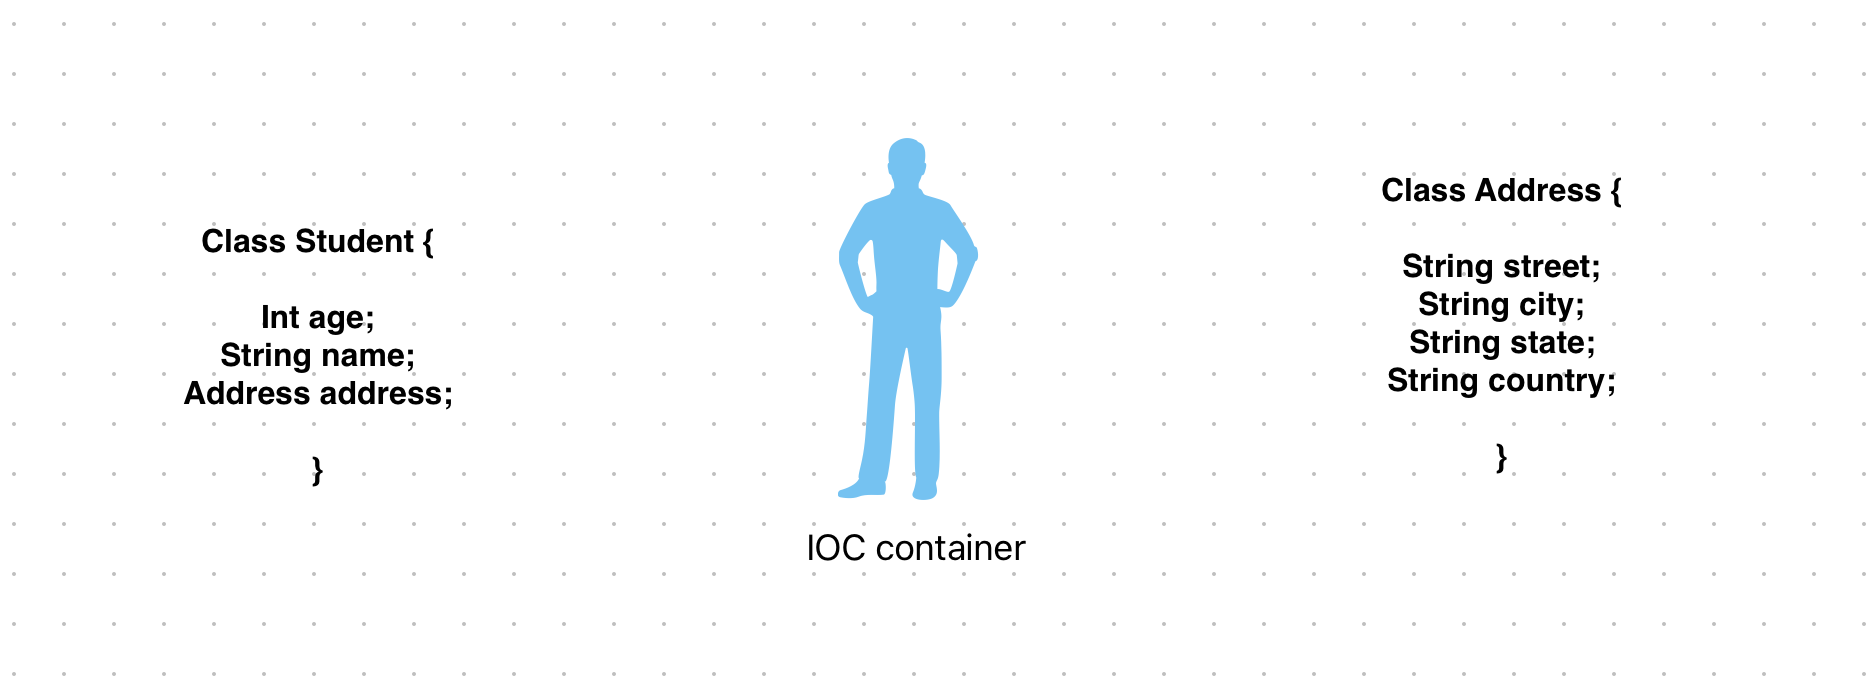 Class Student {
Int age;
String name;
Address address;
}
IOC container
Class Address {
String street;
String city;
String state;
String country;
}